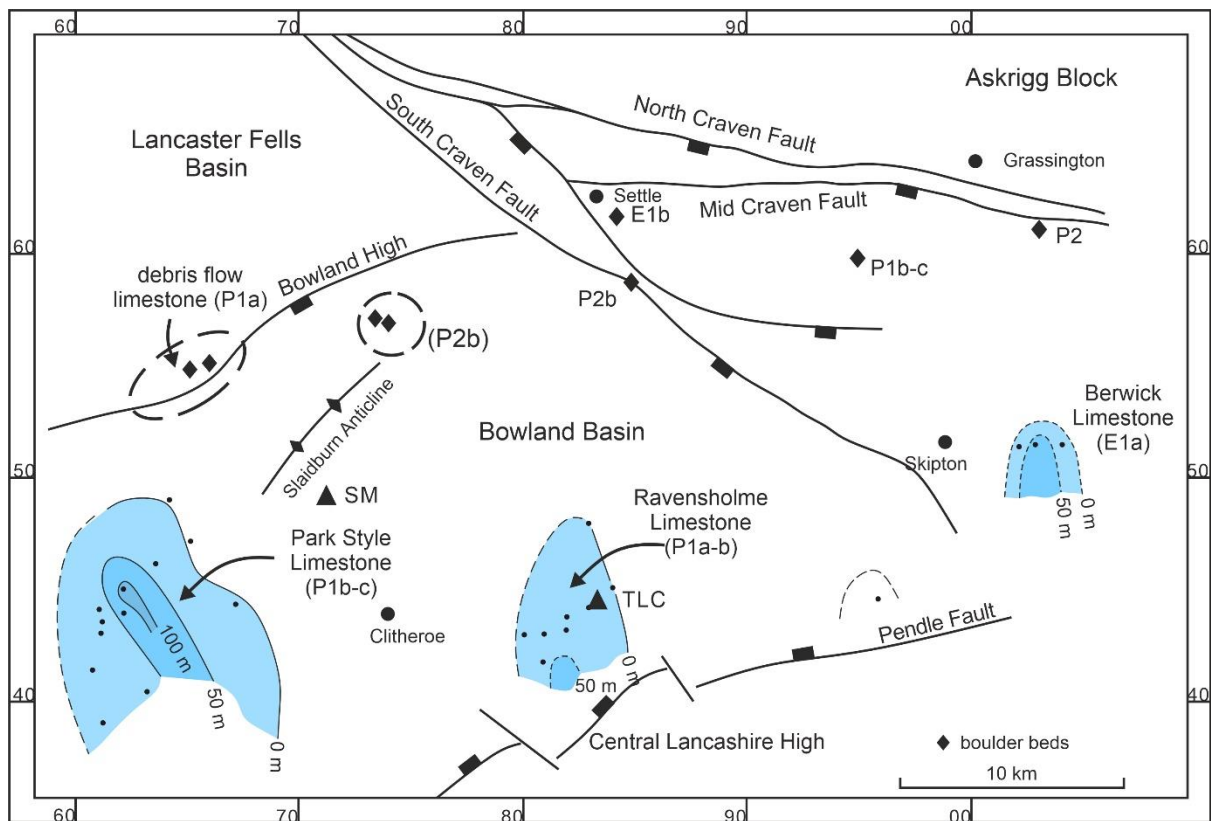 60
70
80
90
00
60
50
40
60
50
40
60
70
80
90
00
Askrigg Block
North Craven Fault
Grassington
Lancaster Fells
Basin
South Craven Fault
Settle
E1b
Mid Craven Fault
P2
P1b-c
Bowland High
debris flow
limestone (P1a)
P2b
(P2b)
Slaidburn Anticline
Bowland Basin
Berwick
Limestone
(E1a)
Skipton
0 m
50 m
SM
Park Style
Limestone
(P1b-c)
100 m
50 m
0 m
Clitheroe
Ravensholme
Limestone
(P1a-b)
TLC
0 m
50 m
Pendle Fault
Central Lancashire High
boulder beds
10 km